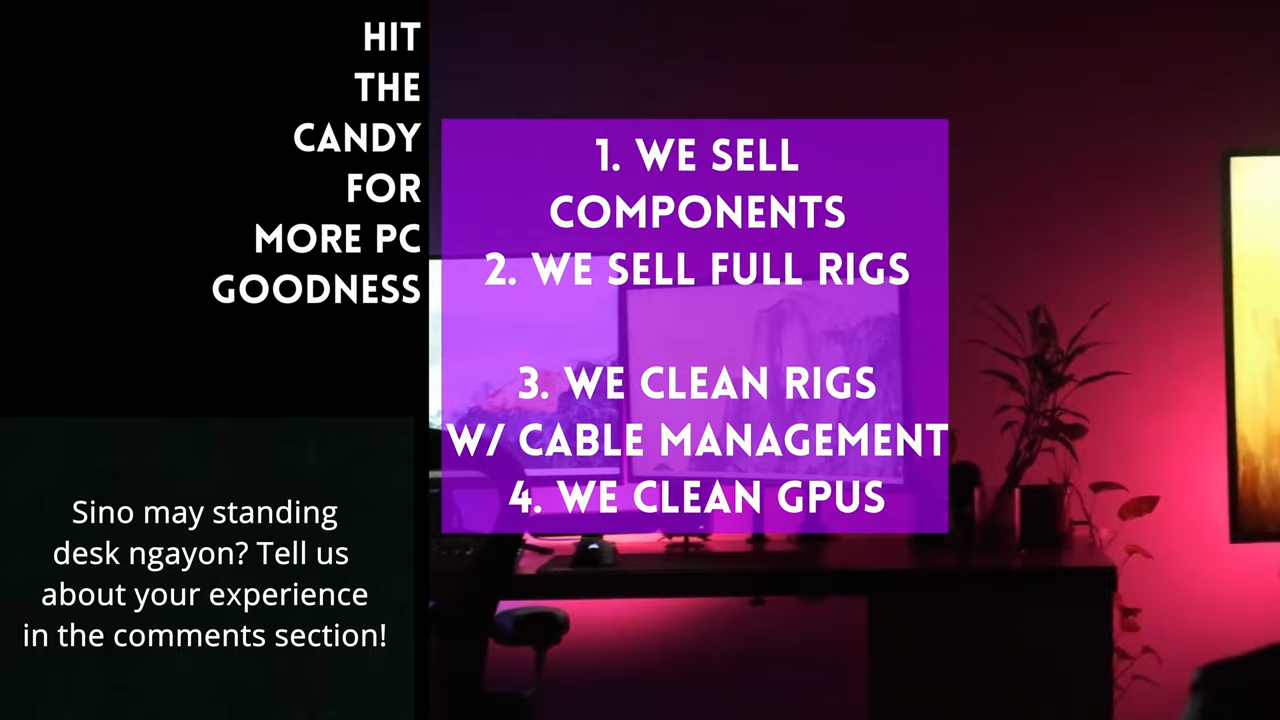 HIT
THE
CANDY
FOR
MORE PC
GOODNESS
1. WE SELL
COMPONENTS
2. WE SELL FULL RIGS
3. WE CLEAN RIGS
W/ CABLE MANAGEMENT
4. WE CLEAN GPUS
Sino may standing
desk ngayon? Tell us
about your experience
in the comments section!